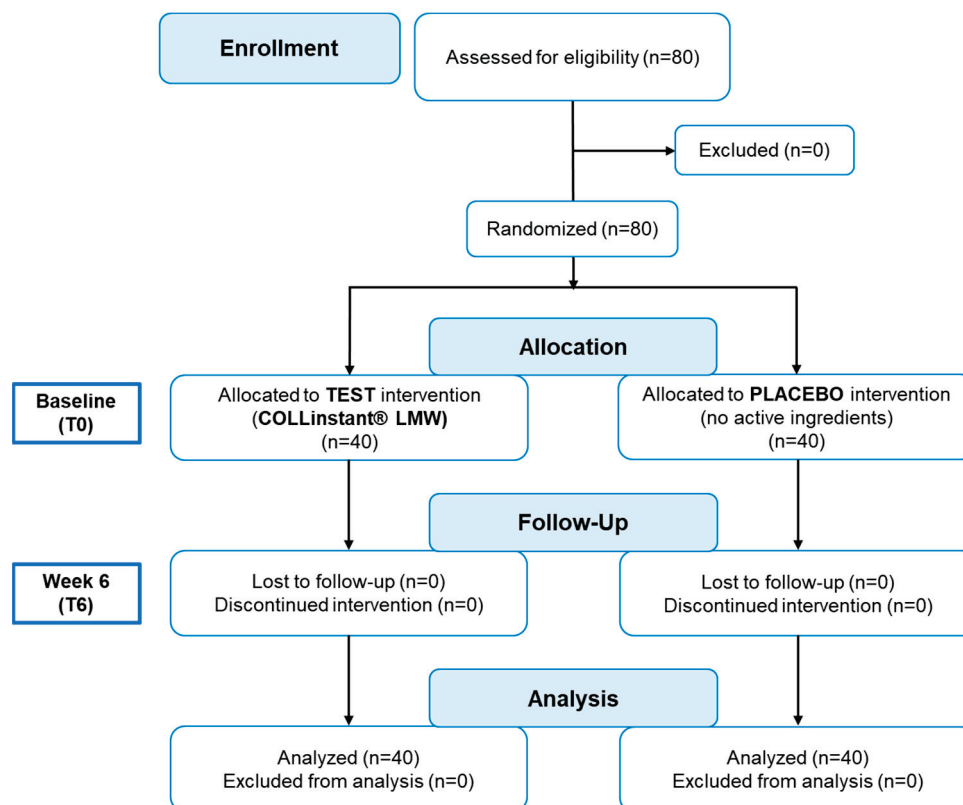 Enrollment
Assessed for eligibility (n=80)
Excluded (n=0)
Randomized (n=80)
Allocation
Baseline
(T0)
Allocated to TEST intervention
(COLLinstant® LMW)
(n=40)
Allocated to PLACEBO intervention
(no active ingredients)
(n=40)
Follow-Up
Week 6
(T6)
Lost to follow-up (n=0)
Discontinued intervention (n=0)
Lost to follow-up (n=0)
Discontinued intervention (n=0)
Analysis
Analyzed (n=40)
Excluded from analysis (n=0)
Analyzed (n=40)
Excluded from analysis (n=0)